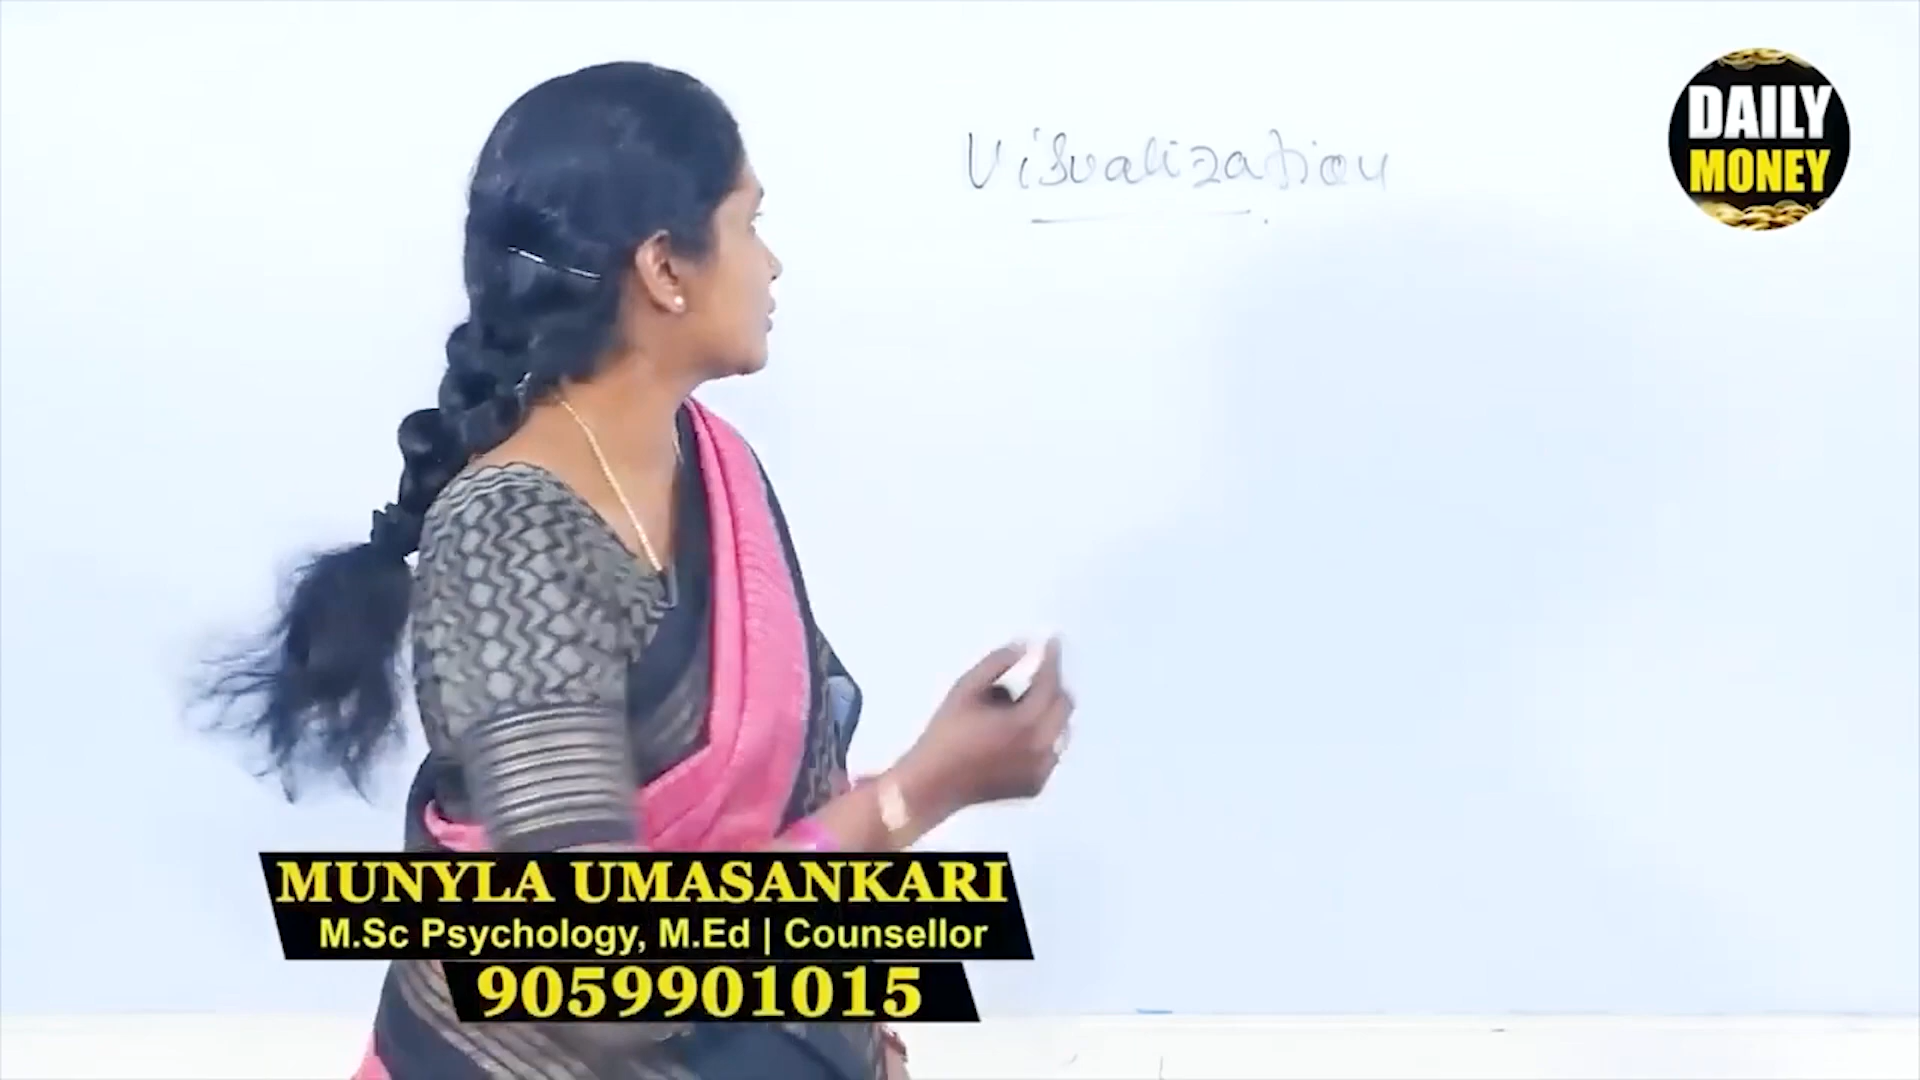 Visualization
DAILY
MONEY
MUNYLA UMASANKARI
M.Sc Psychology, M.Ed | Counsellor
9059901015